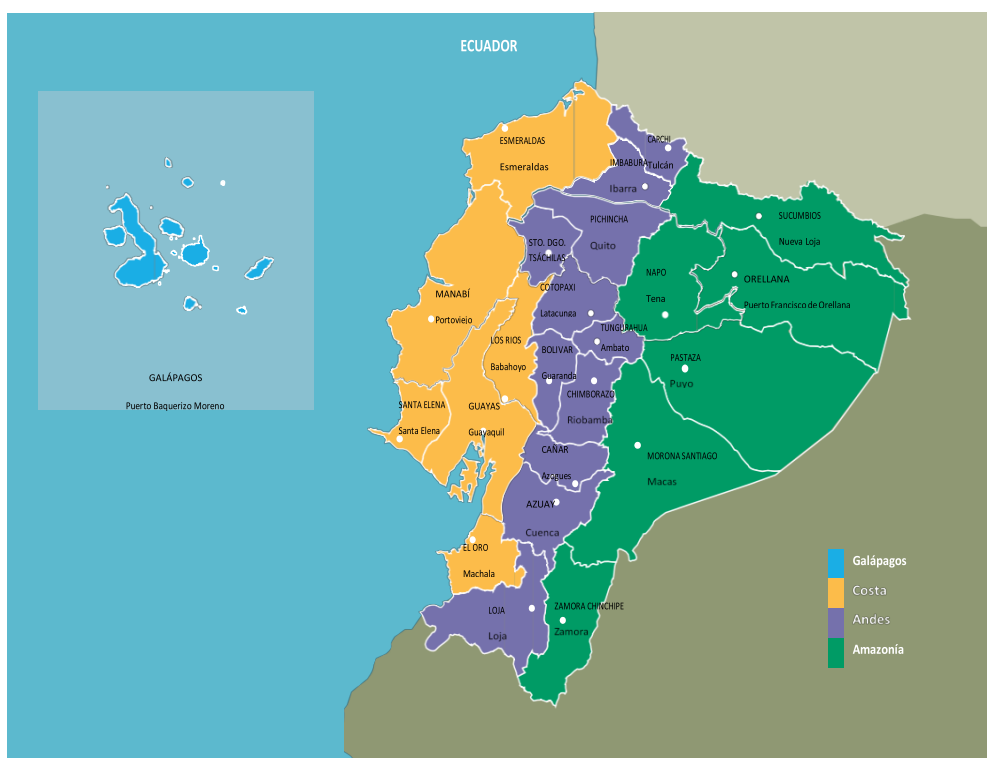 ECUADOR
ESMERALDAS
Esmeraldas
CARCHI
Tulcán
IMBABURA
Ibarra
SUCUMBIOS
Nueva Loja
PICHINCHA
Quito
STO. DGO.
TSÁCHILAS
NAPO
Tena
ORELLANA
Puerto Francisco de Orellana
COTOPAXI
Latacunga
MANABÍ
Portoviejo
TUNGURAHUA
Ambato
LOS RIOS
Babahoyo
BOLIVAR
Guaranda
PASTAZA
Puyo
CHIMBORAZO
Riobamba
GALÁPAGOS
Puerto Baquerizo Moreno
SANTA ELENA
Santa Elena
GUAYAS
Guayaquil
CAÑAR
Azogues
MORONA SANTIAGO
Macas
AZUAY
Cuenca
EL ORO
Machala
LOJA
Loja
ZAMORA CHINCHIPE
Zamora
Galápagos
Costa
Andes
Amazonía